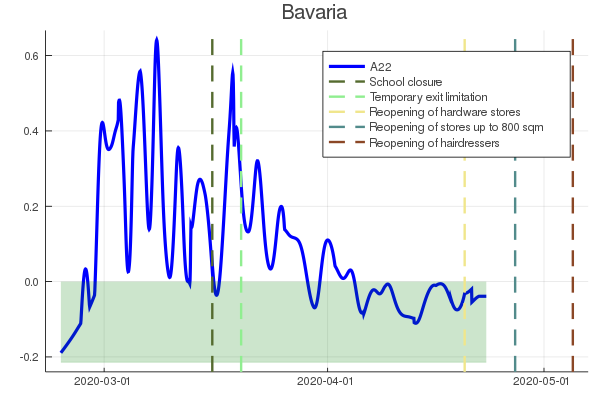 Bavaria
0.6
0.4
0.2
0.0
-0.2
A22
School closure
Temporary exit limitation
Reopening of hardware stores
Reopening of stores up to 800 sqm
Reopening of hairdressers
2020-03-01 2020-04-01 2020-05-01